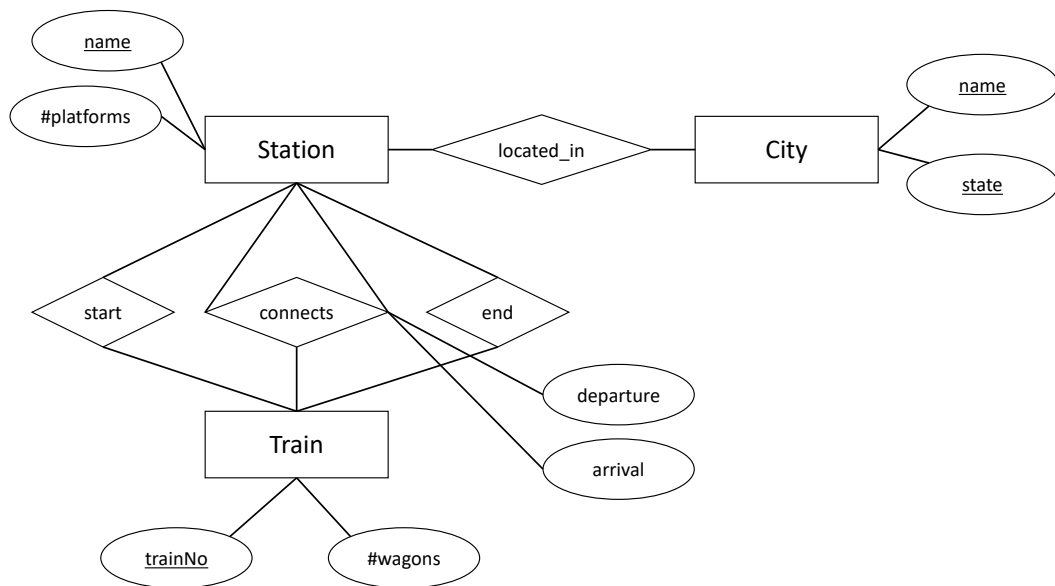 name
#platforms
Station
located_in
City
name
state
start
connects
end
departure
arrival
Train
trainNo
#wagons